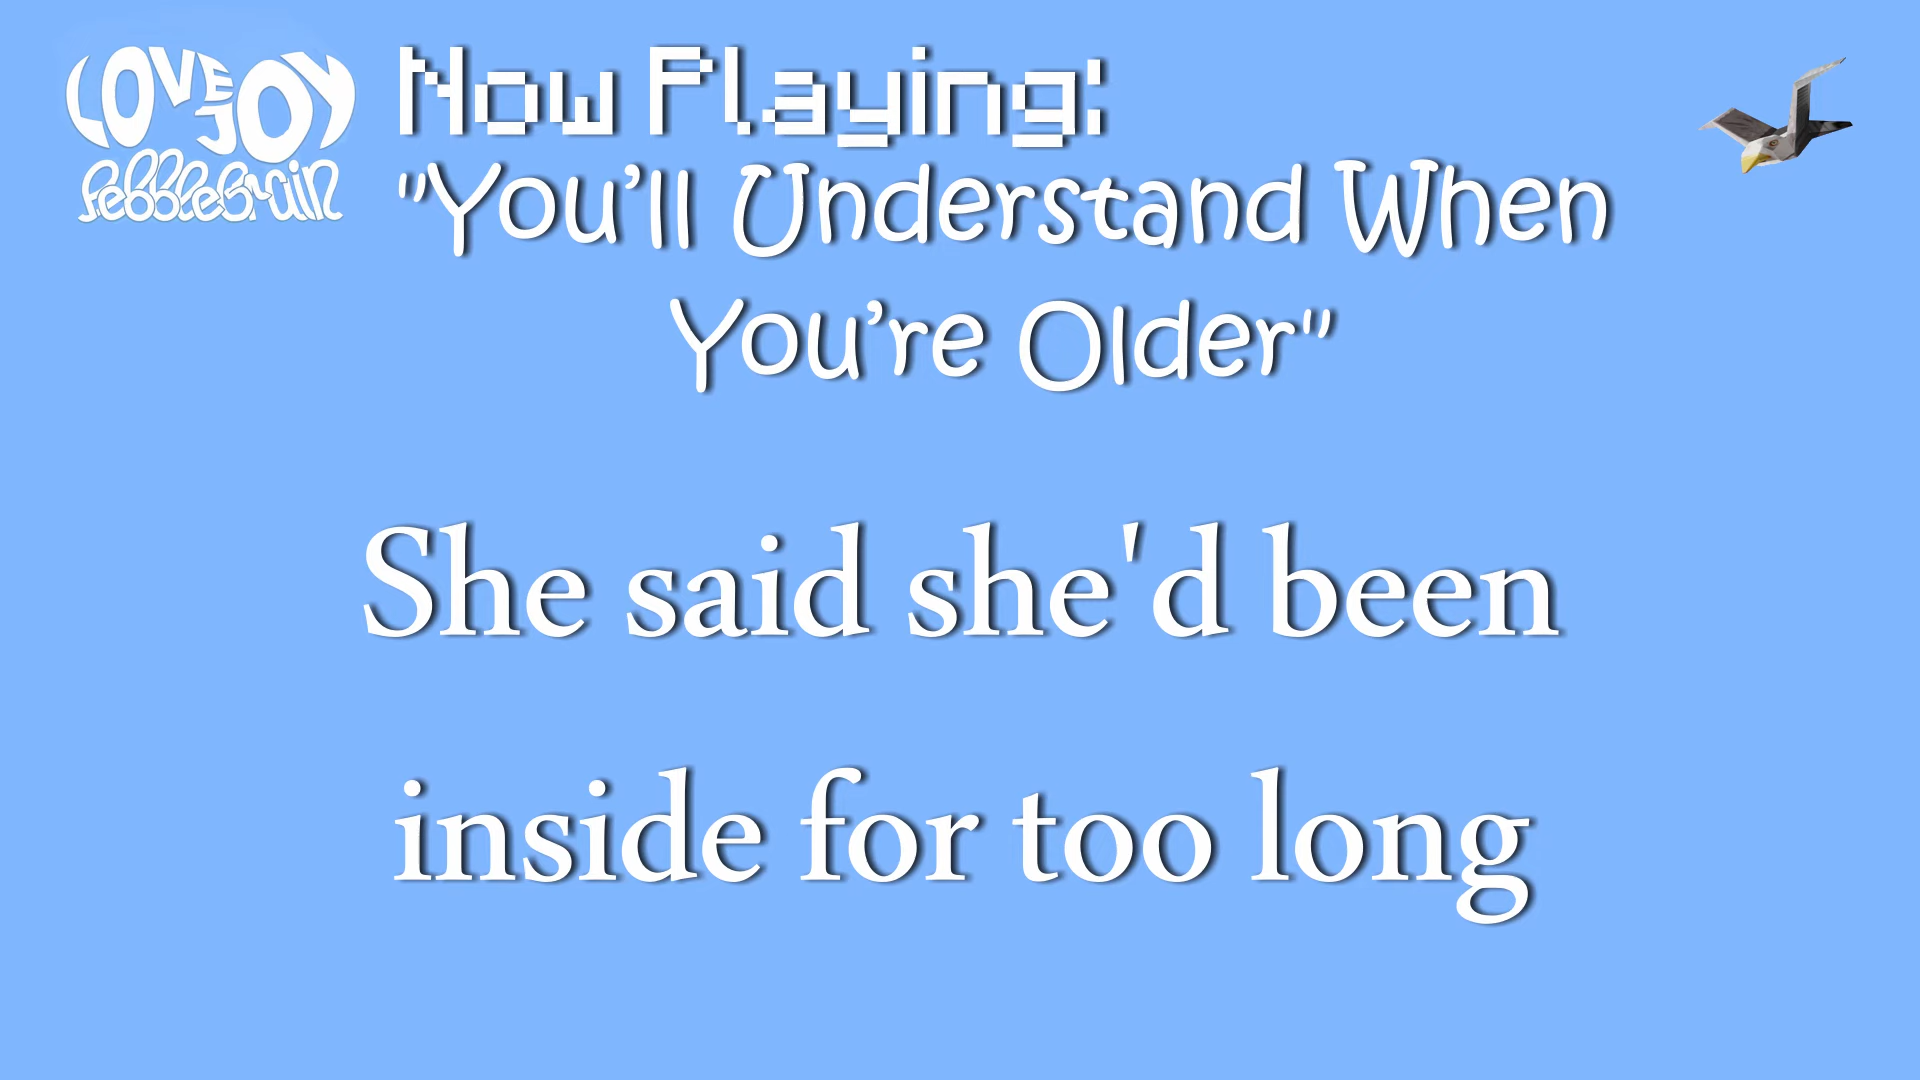 LOVEJOY
PebbleBrain
Now Playing:
"You’ll Understand When
You’re Older"
She said she'd been
inside for too long